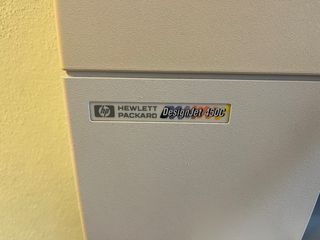 hp HEWLETT
PACKARD
DesignJet 450C